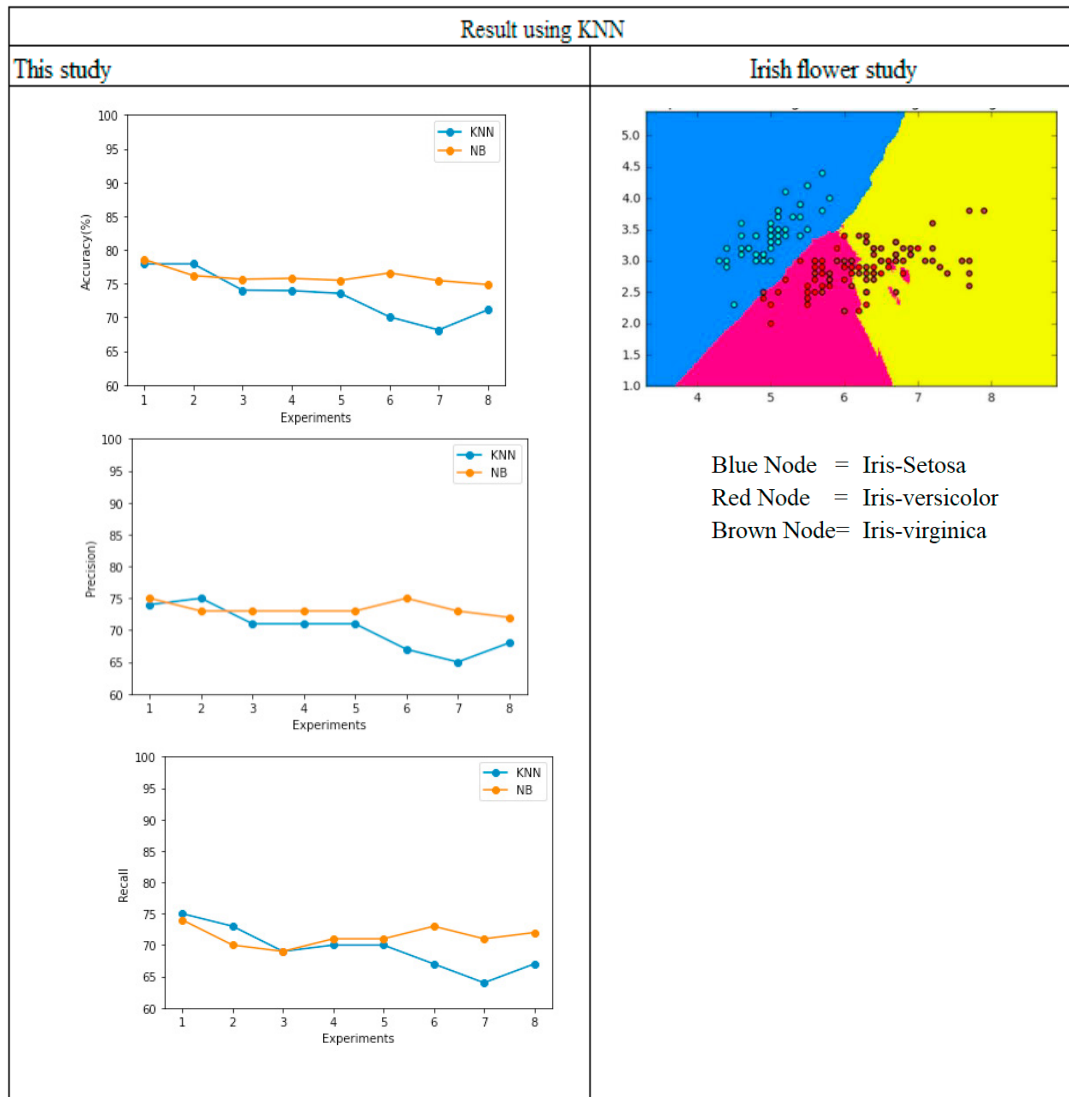 Result using KNN
This study
Irish flower study
100
95
90
85
80
75
70
65
60
Accuracy(%)
KNN
NB
1 2 3 4 5 6 7 8
Experiments
100
95
90
85
80
75
70
65
60
Precision)
KNN
NB
1 2 3 4 5 6 7 8
Experiments
100
95
90
85
80
75
70
65
60
Recall
KNN
NB
1 2 3 4 5 6 7 8
Experiments
5.0
4.5
4.0
3.5
3.0
2.5
2.0
1.5
1.0
4 5 6 7 8
Blue Node = Iris-Setosa
Red Node = Iris-versicolor
Brown Node= Iris-virginica